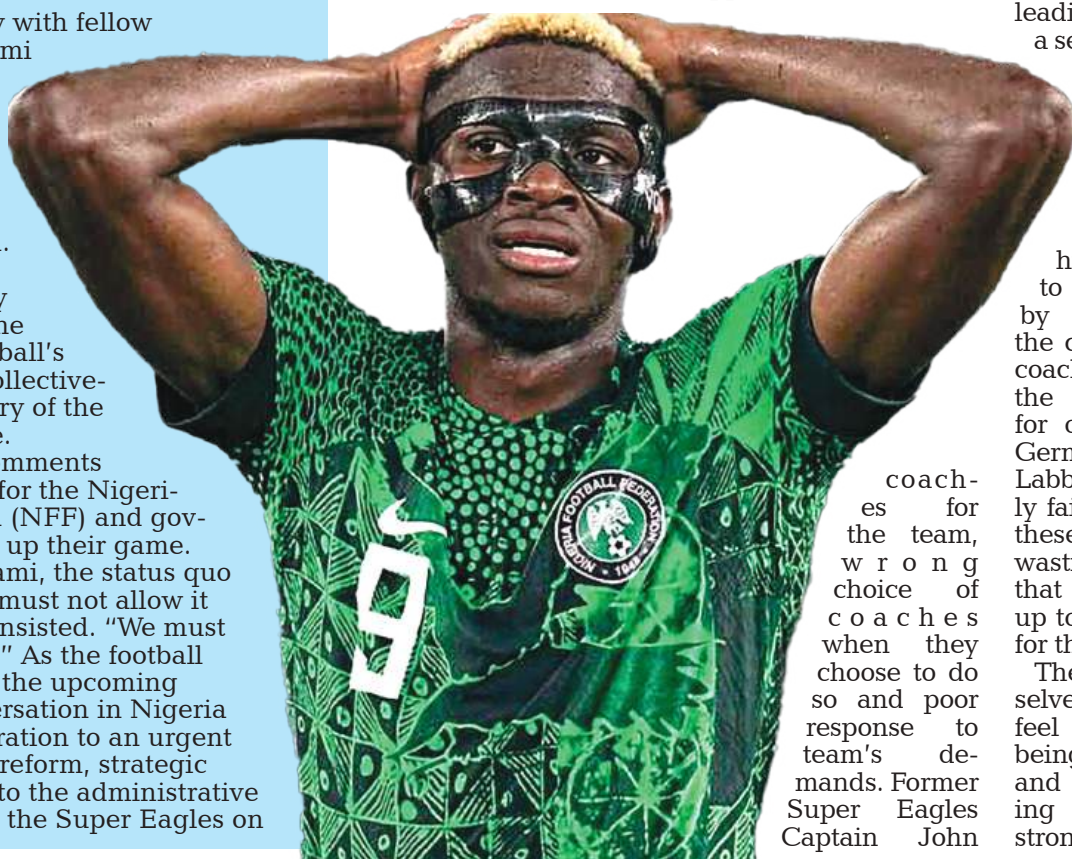 y with fellow
mi
y
ne
ball's
ollective-
ry of the
e.
omments
for the Nigeri-
(NFF) and gov-
up their game.
ami, the status quo
must not allow it
nsisted. “We must
” As the football
the upcoming
ersation in Nigeria
ration to an urgent
reform, strategic
to the administrative
the Super Eagles on
NIGERIA FOOTBALL FEDERATION
9
coach-
es for
the team,
wrong
choice of
coaches
when they
choose to do
so and poor
response to
team's de-
mands. Former
Super Eagles
Captain John
leadi
a se
h
to
by
the c
coach
the
for c
Germ
Labb
ly fai
these
wasti
that
up to
for th
The
selve
feel
being
and
ing
stron